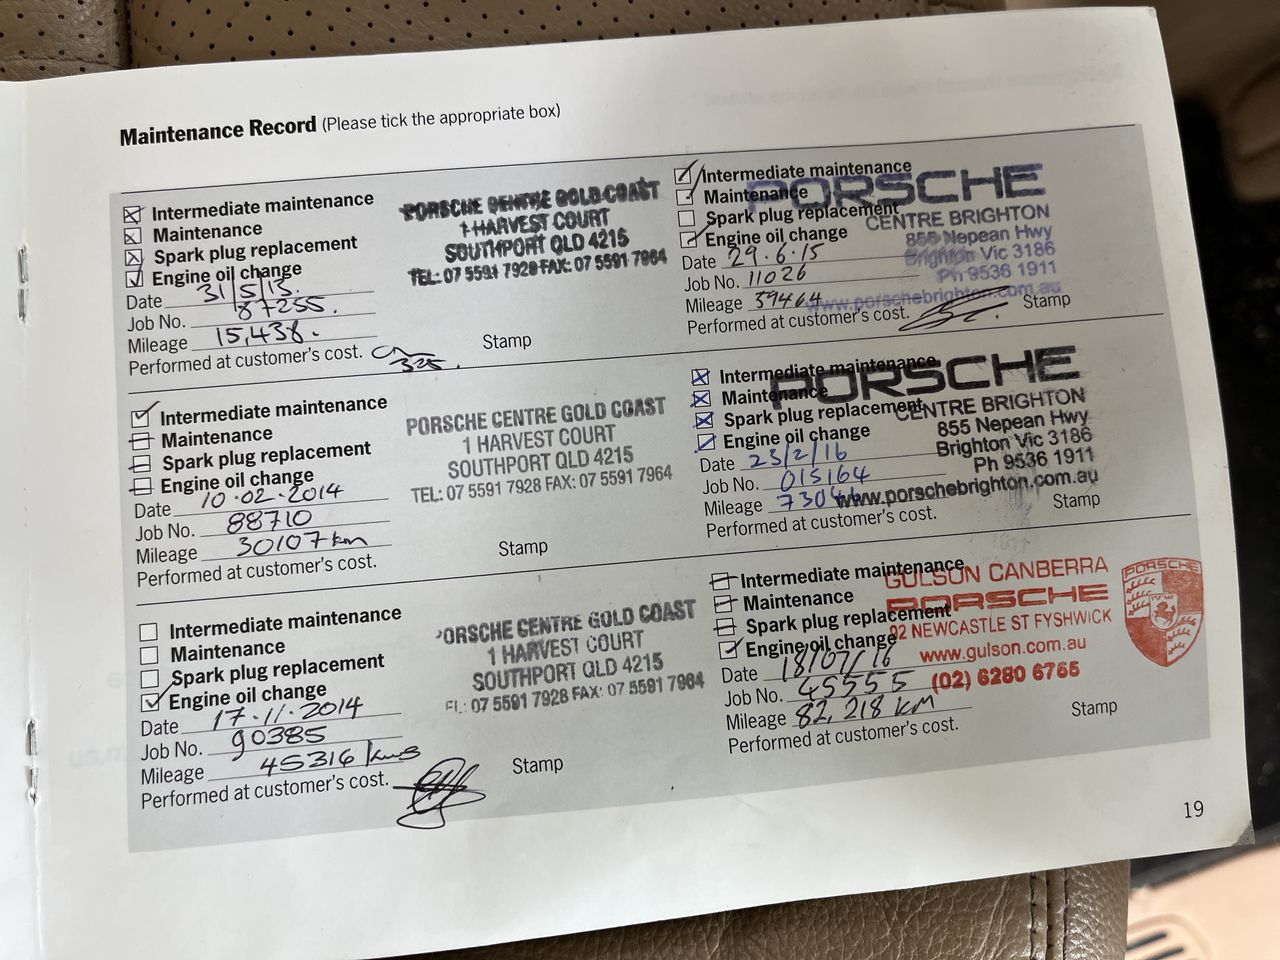 Maintenance Record (Please tick the appropriate box)
Intermediate maintenance
Maintenance
Spark plug replacement
Engine oil change
Date 31/5/13.
Job No. 87255.
Mileage 15,438.
Performed at customer's cost.
PORSCHE CENTRE GOLD COAST
1 HARVEST COURT
SOUTHPORT QLD 4215
TEL: 07 5591 7928 FAX: 07 5591 7964
Stamp
Intermediate maintenance
Maintenance
Spark plug replacement
Engine oil change
Date 10.02.2014
Job No. 88710
Mileage 30107 km
Performed at customer's cost.
PORSCHE CENTRE GOLD COAST
1 HARVEST COURT
SOUTHPORT QLD 4215
TEL: 07 5591 7928 FAX: 07 5591 7964
Stamp
Intermediate maintenance
Maintenance
Spark plug replacement
Engine oil change
Date 17.11.2014
Job No. 90385
Mileage 45316 kms
Performed at customer's cost.
PORSCHE CENTRE GOLD COAST
1 HARVEST COURT
SOUTHPORT QLD 4215
TEL: 07 5591 7928 FAX: 07 5591 7964
Stamp
Intermediate maintenance
Maintenance
Spark plug replacement
Engine oil change
Date 29.6.15
Job No. 11026
Mileage 59464
Performed at customer's cost.
PORSCHE
CENTRE BRIGHTON
855 Nepean Hwy
Brighton Vic 3186
Ph 9536 1911
www.porschebrighton.com.au
Stamp
Intermediate maintenance
Maintenance
Spark plug replacement
Engine oil change
Date 23/2/16
Job No. 015164
Mileage
Performed at customer's cost.
PORSCHE
CENTRE BRIGHTON
855 Nepean Hwy
Brighton Vic 3186
Ph 9536 1911
www.porschebrighton.com.au
Stamp
Intermediate maintenance
Maintenance
Spark plug replacement
Engine oil change
Date 18/07/16
Job No. 45555
Mileage 82,218 km
Performed at customer's cost.
GULSON CANBERRA
PORSCHE
92 NEWCASTLE ST FYSHWICK
www.gulson.com.au
(02) 6280 6765
PORSCHE
Stamp
19